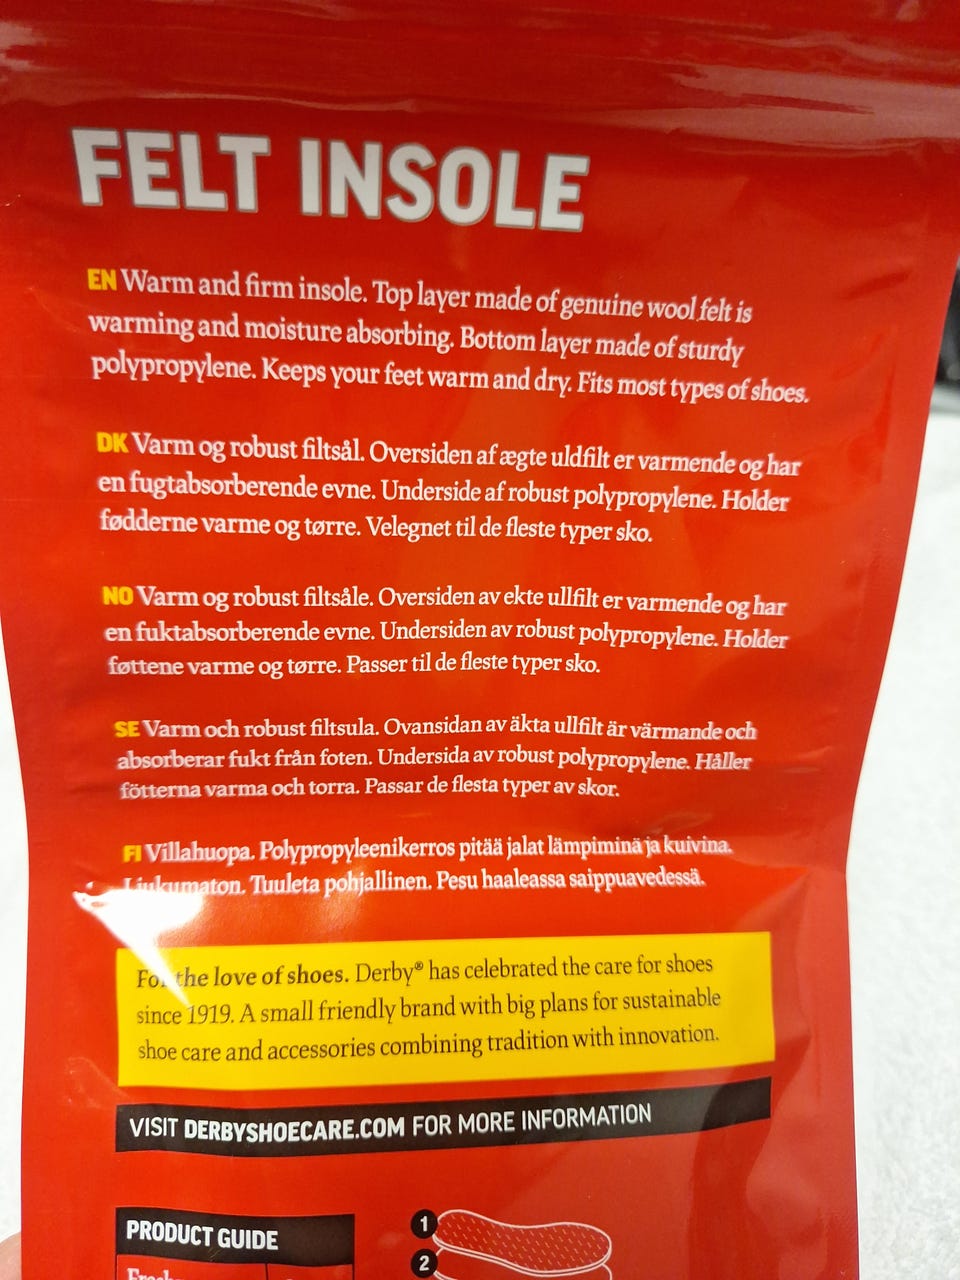 FELT INSOLE
EN Warm and firm insole. Top layer made of genuine wool felt is
warming and moisture absorbing. Bottom layer made of sturdy
polypropylene. Keeps your feet warm and dry. Fits most types of shoes.
DK Varm og robust filtsål. Oversiden af ægte uldfilt er varmende og har
en fugtabsorberende evne. Underside af robust polypropylene. Holder
fødderne varme og tørre. Velegnet til de fleste typer sko.
NO Varm og robust filtsåle. Oversiden av ekte ullfilt er varmende og har
en fuktabsorberende evne. Undersiden av robust polypropylene. Holder
føttene varme og tørre. Passer til de fleste typer sko.
SE Varm och robust filtsula. Ovansidan av äkta ullfilt är värmande och
absorberar fukt från foten. Undersida av robust polypropylene. Håller
fötterna varma och torra. Passar de flesta typer av skor.
FI Villahuopa. Polypropyleenikerros pitää jalat lämpiminä ja kuivina.
Liukumaton. Tuuleta pohjallinen. Pesu haaleassa saippuavedessä.
For the love of shoes. Derby® has celebrated the care for shoes
since 1919. A small friendly brand with big plans for sustainable
shoe care and accessories combining tradition with innovation.
VISIT DERBYSHOECARE.COM FOR MORE INFORMATION
PRODUCT GUIDE
1
2